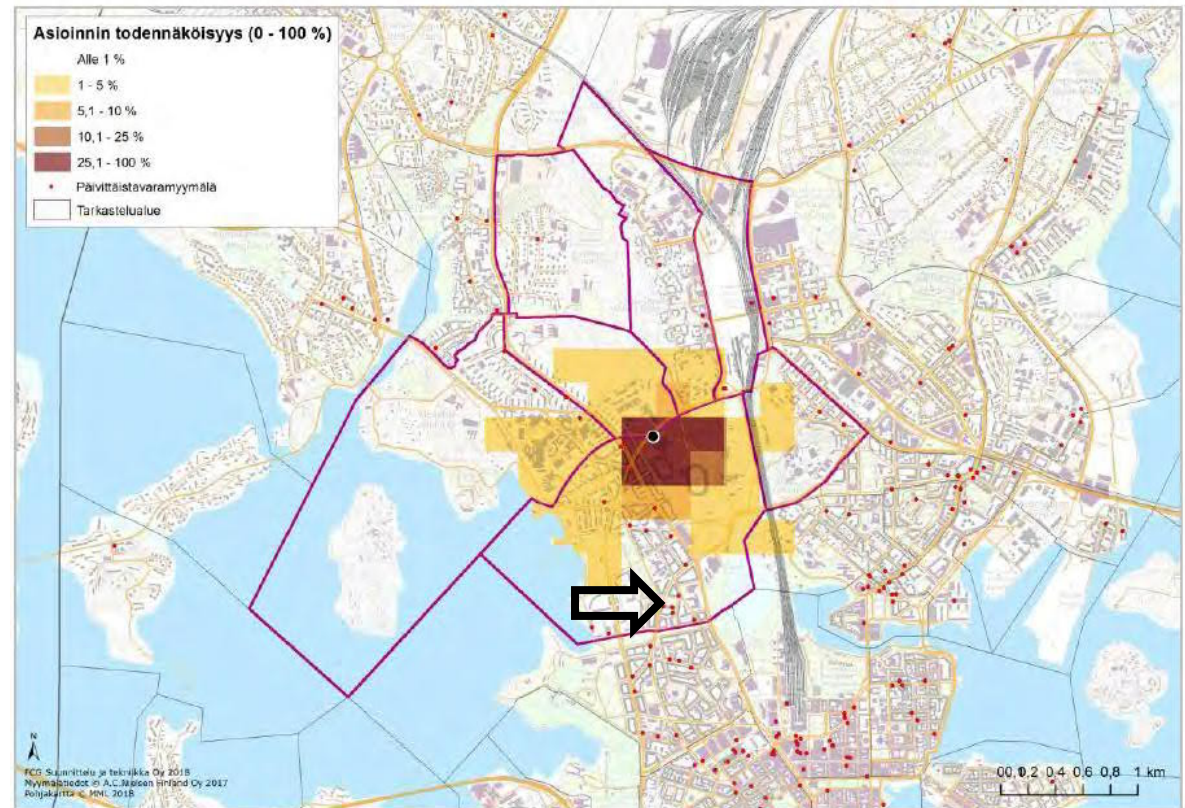 Asioinnin todennäköisyys (0 - 100 %)
Alle 1 %
1 - 5 %
5,1 - 10 %
10,1 - 25 %
25,1 - 100 %
Päivittäistavaramyymälä
Tarkastelualue
N
FCG Suunnittelu ja tekniikka Oy 2018
Myymälätiedot © A.C.Nielsen Finland Oy 2017
Pohjakartta © MML 2018
00,10,2 0,4 0,6 0,8 1 km